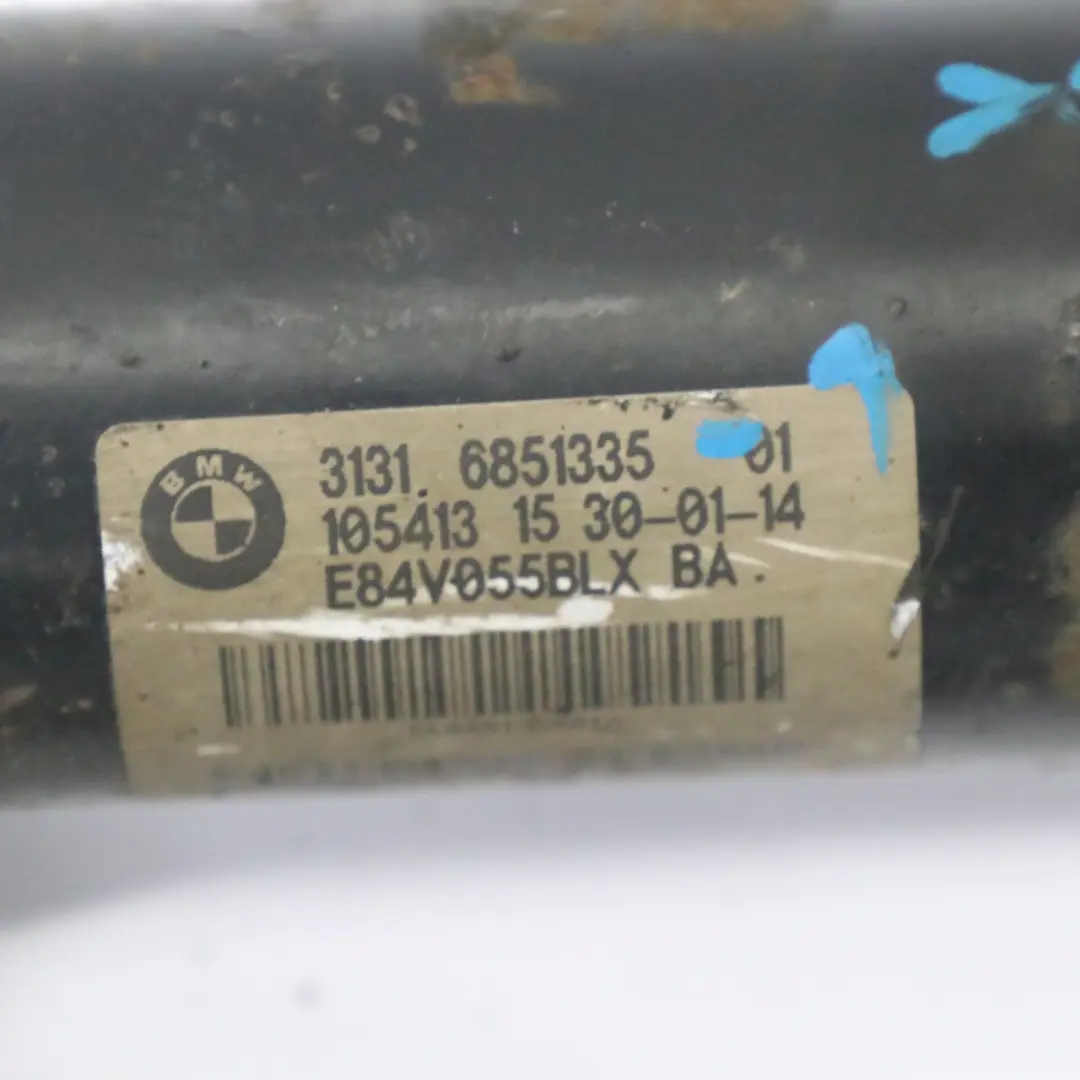 BMW
3131. 6851335 01
105413 15 30-01-14
E84V055BLX BA.